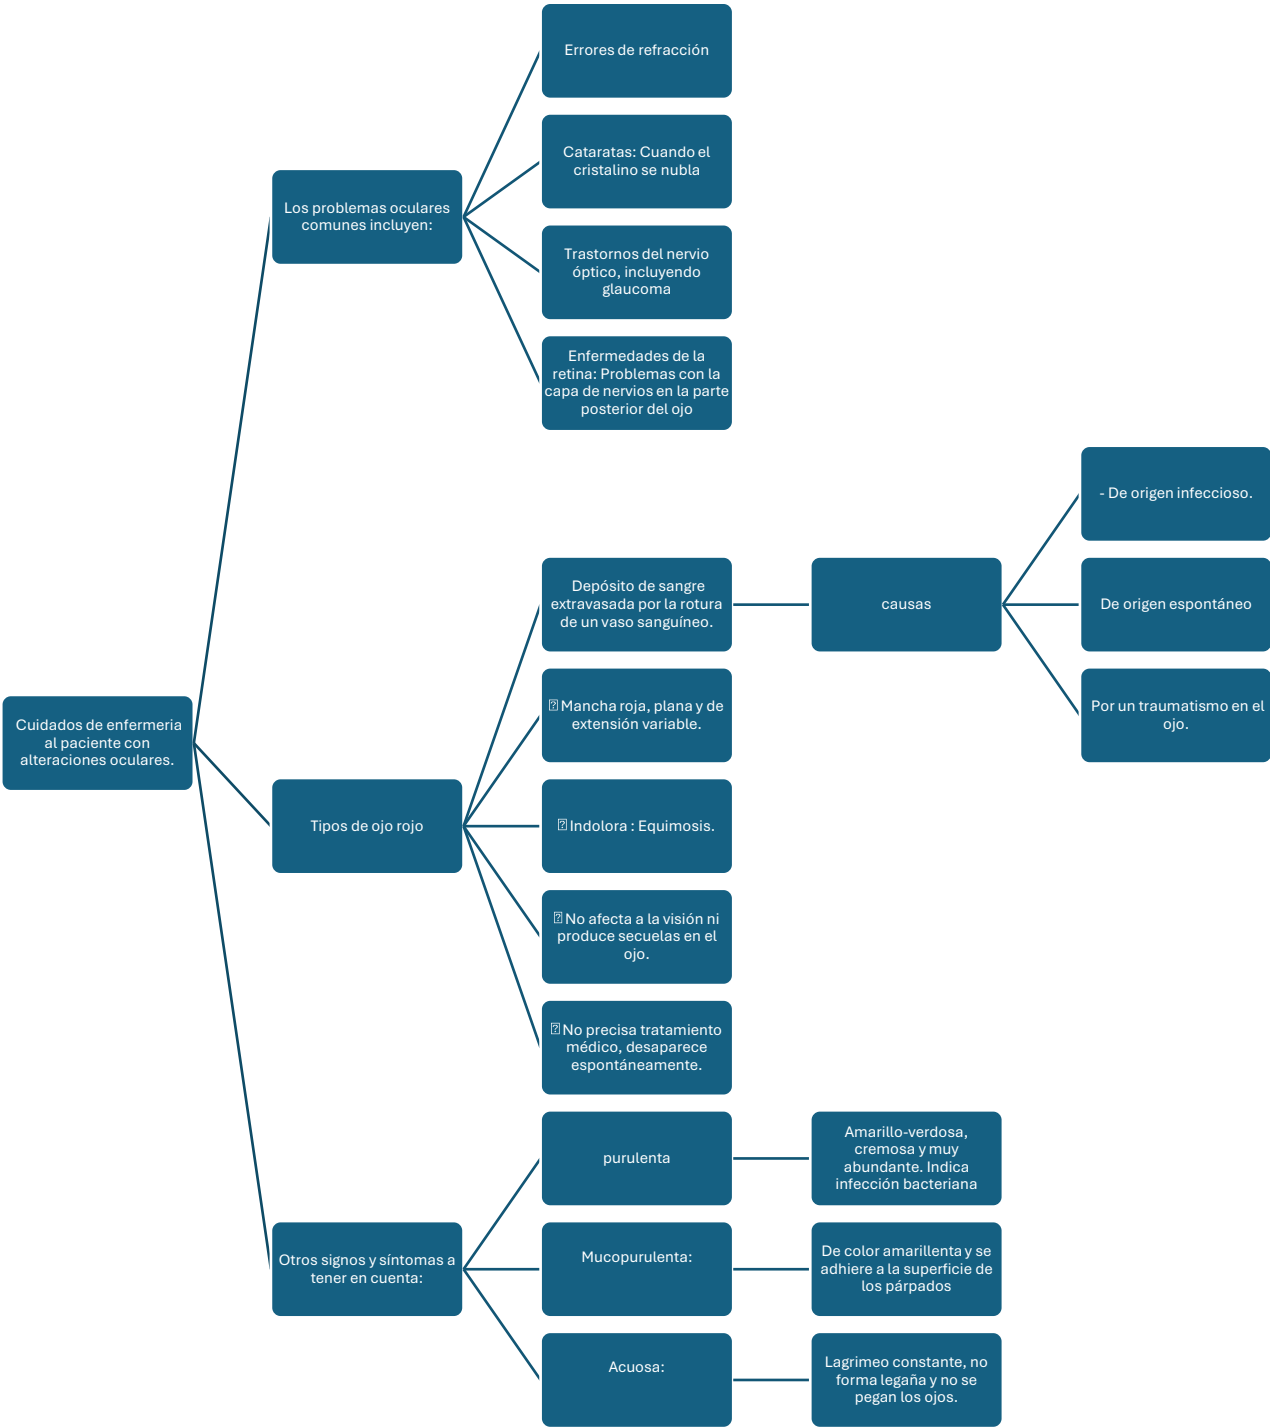 Errores de refracción
Cataratas: Cuando el
cristalino se nubla
Los problemas oculares
comunes incluyen:
Trastornos del nervio
óptico, incluyendo
glaucoma
Enfermedades de la
retina: Problemas con la
capa de nervios en la parte
posterior del ojo
- De origen infeccioso.
Depósito de sangre
extravasada por la rotura
de un vaso sanguíneo.
causas
De origen espontáneo
Mancha roja, plana y de
extensión variable.
Por un traumatismo en el
ojo.
Cuidados de enfermeria
al paciente con
alteraciones oculares.
Tipos de ojo rojo
Indolora : Equimosis.
No afecta a la visión ni
produce secuelas en el
ojo.
No precisa tratamiento
médico, desaparece
espontáneamente.
purulenta
Amarillo-verdosa,
cremosa y muy
abundante. Indica
infección bacteriana
Otros signos y síntomas a
tener en cuenta:
Mucopurulenta:
De color amarillenta y se
adhiere a la superficie de
los párpados
Acuosa:
Lagrimeo constante, no
forma legaña y no se
pegan los ojos.